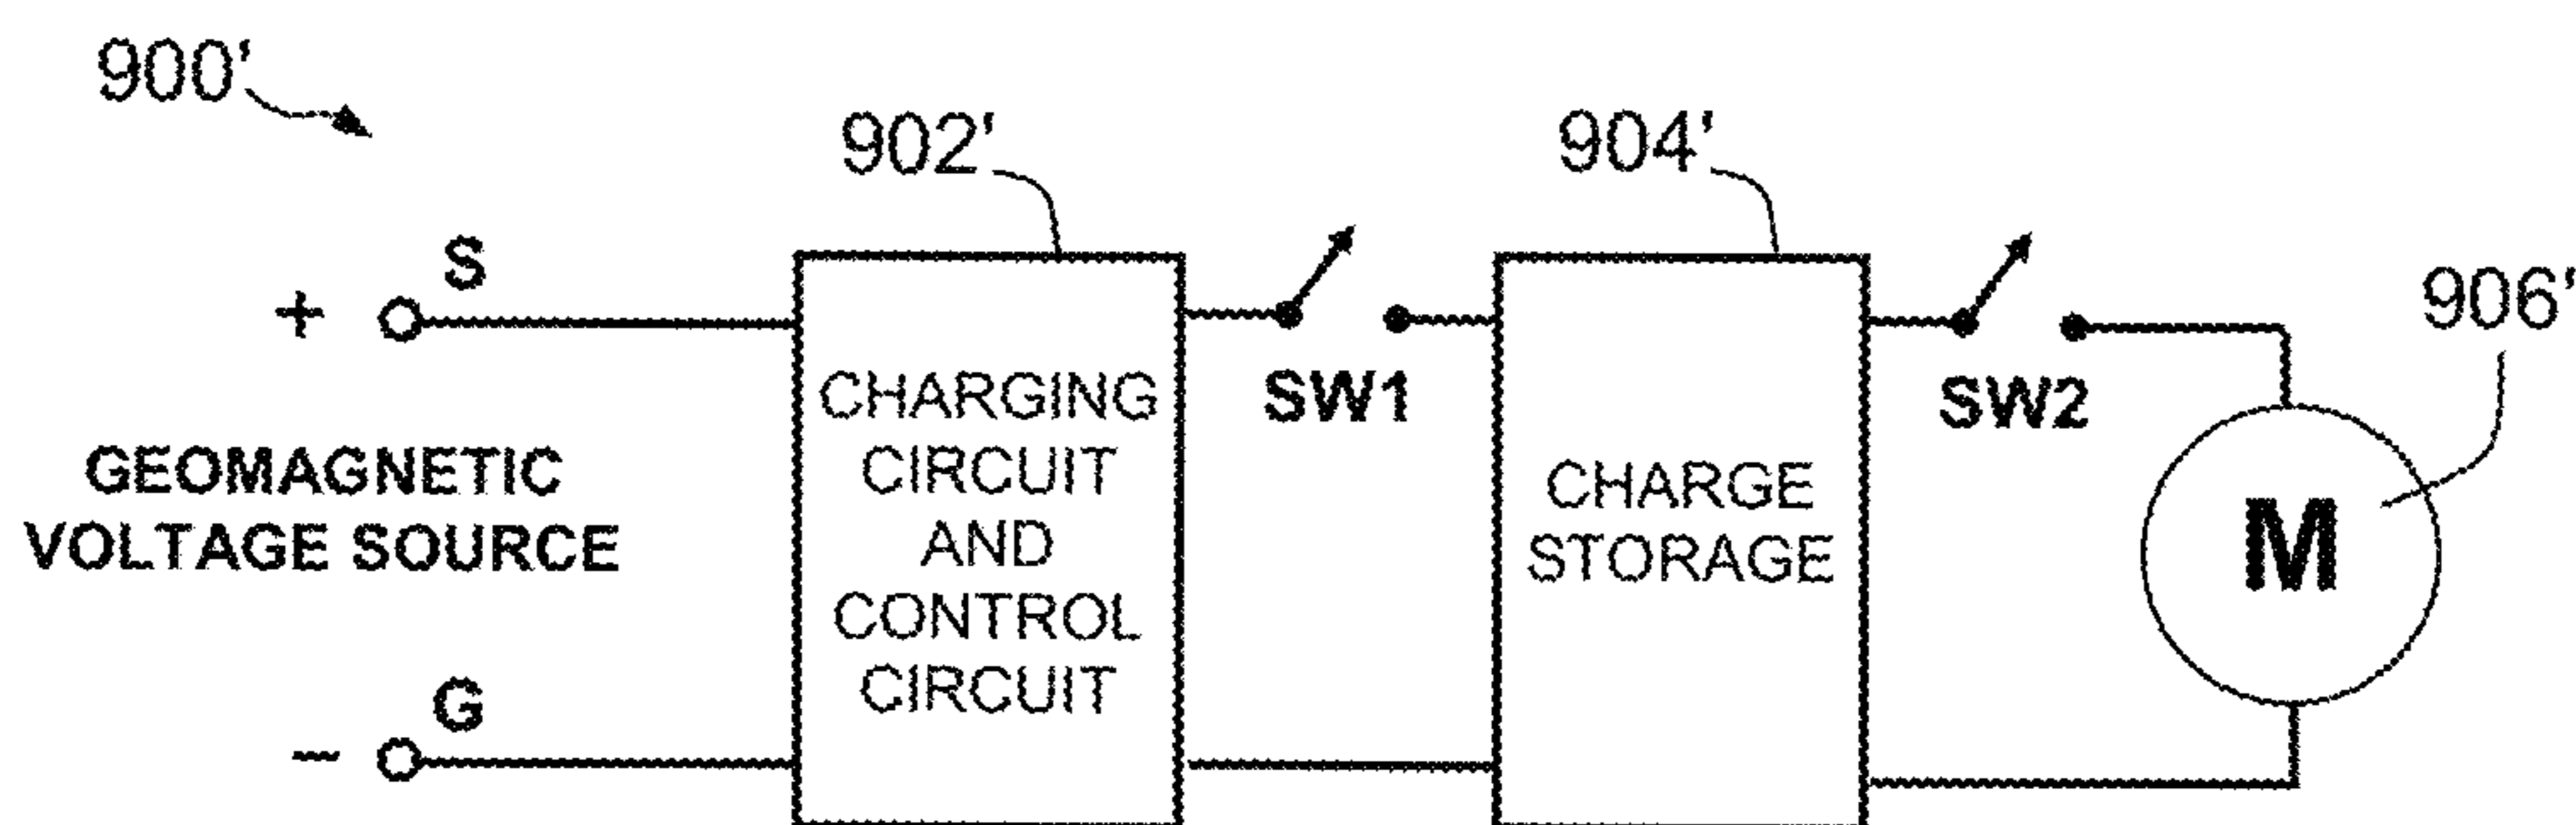 900'
902'
904'
906'
+ S
GEOMAGNETIC
VOLTAGE SOURCE
− G
CHARGING
CIRCUIT
AND
CONTROL
CIRCUIT
SW1
CHARGE
STORAGE
SW2
M